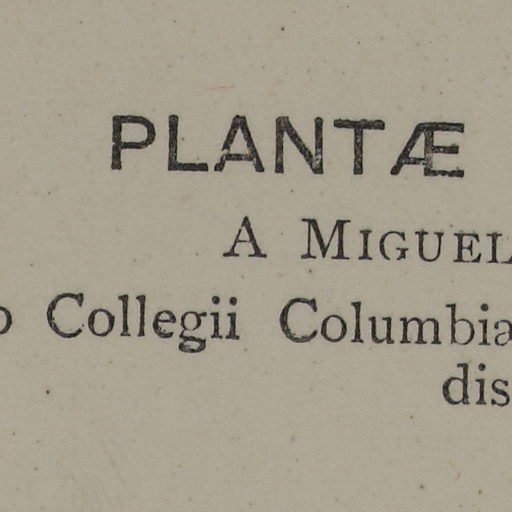 PLANTÆ
A MIGUEL
Collegii Columbia
dis